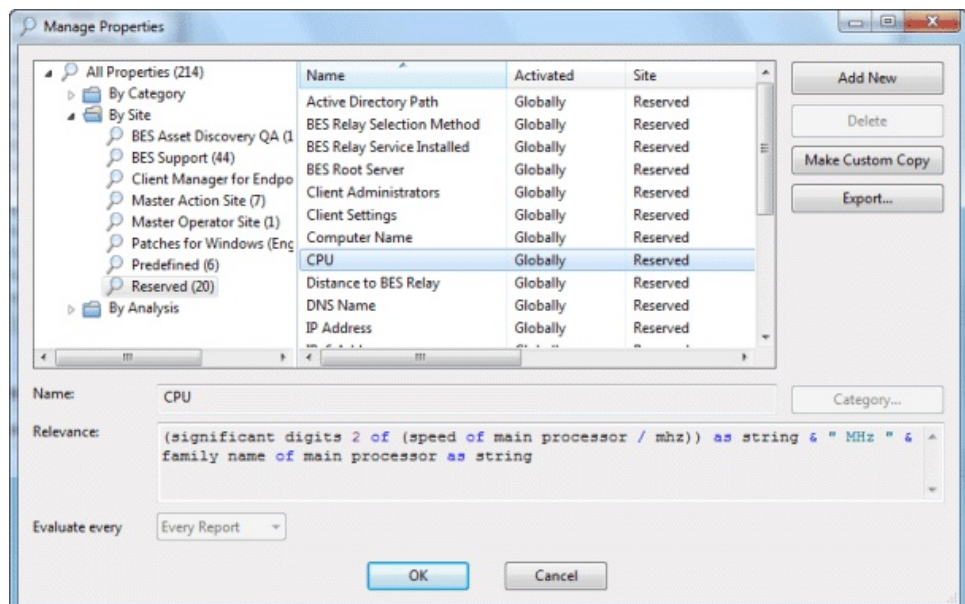 Manage Properties
All Properties (214)
By Category
By Site
BES Asset Discovery QA (1
BES Support (44)
Client Manager for Endpo
Master Action Site (7)
Master Operator Site (1)
Patches for Windows (Eng
Predefined (6)
Reserved (20)
By Analysis
Name Activated Site
Active Directory Path Globally Reserved
BES Relay Selection Method Globally Reserved
BES Relay Service Installed Globally Reserved
BES Root Server Globally Reserved
Client Administrators Globally Reserved
Client Settings Globally Reserved
Computer Name Globally Reserved
CPU Globally Reserved
Distance to BES Relay Globally Reserved
DNS Name Globally Reserved
IP Address Globally Reserved
Add New
Delete
Make Custom Copy
Export...
Name: CPU
Category...
Relevance: (significant digits 2 of (speed of main processor / mhz)) as string & " MHz " &
family name of main processor as string
Evaluate every Every Report
OK Cancel